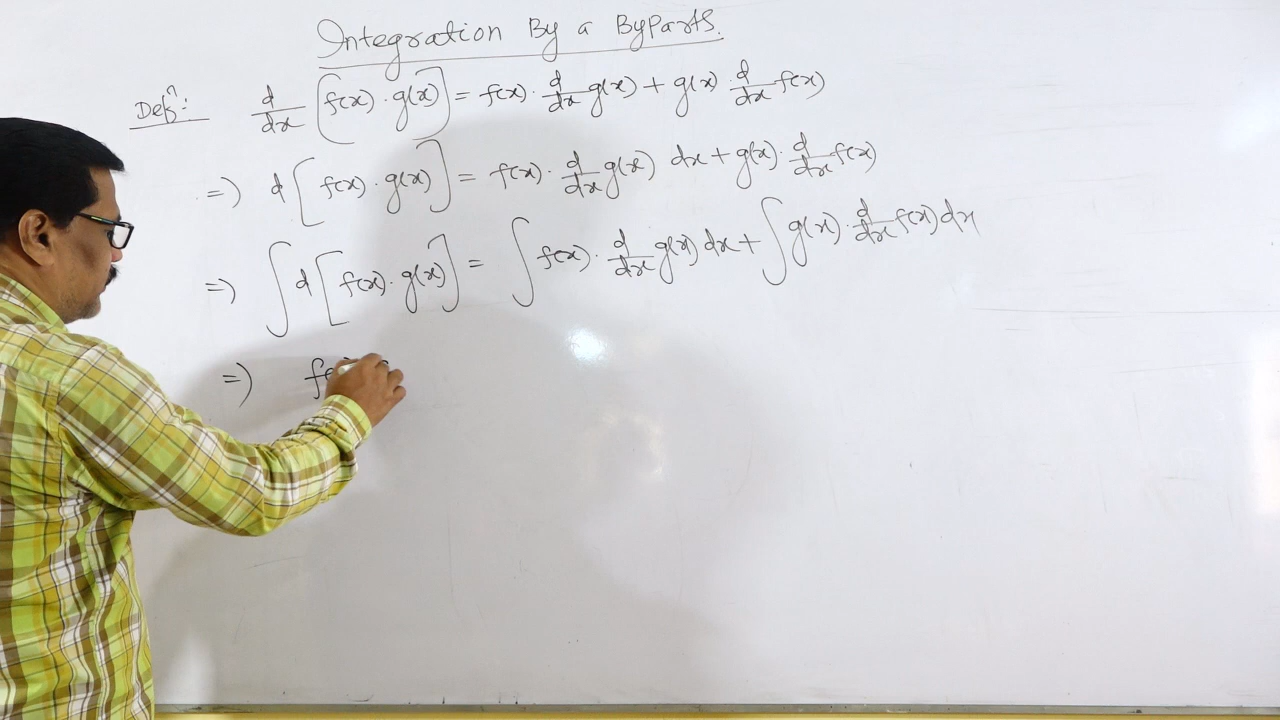 Integration By a ByParts.
Defⁿ: d/dx [f(x) · g(x)] = f(x) · d/dx g(x) + g(x) · d/dx f(x)
=) d [f(x) · g(x)] = f(x) · d/dx g(x) dx + g(x) · d/dx f(x)
=) ∫ d [f(x) · g(x)] = ∫ f(x) · d/dx g(x) dx + ∫ g(x) · d/dx f(x) dx
=) f